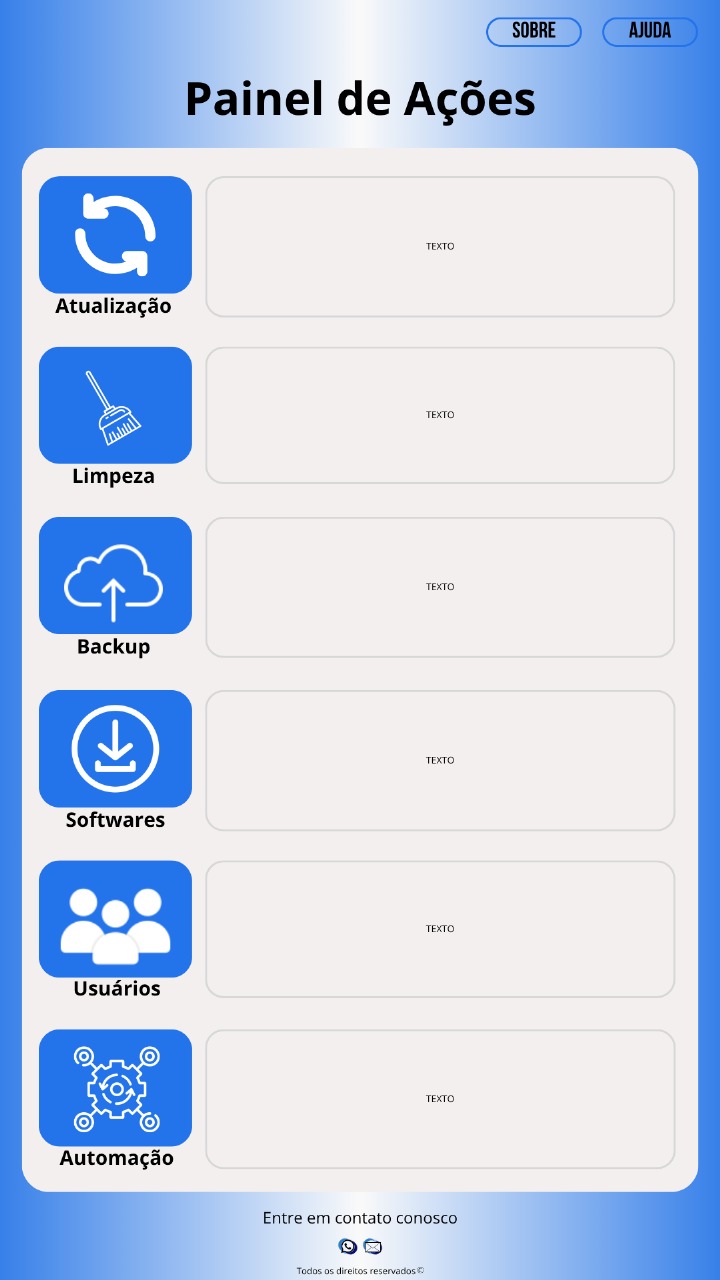 SOBRE
AJUDA
Painel de Ações
TEXTO
Atualização
TEXTO
Limpeza
TEXTO
Backup
TEXTO
Softwares
TEXTO
Usuários
TEXTO
Automação
Entre em contato conosco
Todos os direitos reservados©